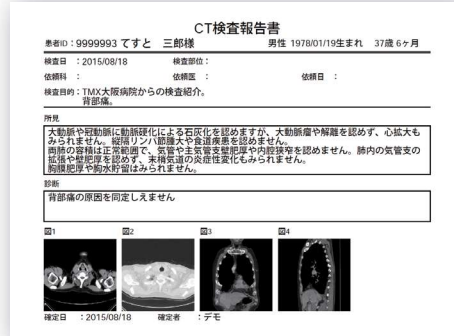 CT検査報告書
患者ID：9999993 てすと 三郎様 男性 1978/01/19生まれ 37歳 6ヶ月
検査日 ：2015/08/18 検査部位：
依頼科 ： 依頼医 ： 依頼日 ：
検査目的：TMX大阪病院からの検査紹介。
背部痛。
所見
大動脈や冠動脈に動脈硬化による石灰化を認めますが、大動脈瘤や解離を認めず、心拡大も
みられません。縦隔リンパ節腫大や食道疾患を認めません。
両肺の容積は正常範囲で、気管や主気管支壁肥厚や内腔狭窄を認めません。肺内の気管支の
拡張や壁肥厚を認めず、末梢気道の炎症性変化もみられません。
胸膜肥厚や胸水貯留はみられません。
診断
背部痛の原因を同定しえません
図1 図2 図3 図4
確定日 ：2015/08/18 確定者 ：デモ